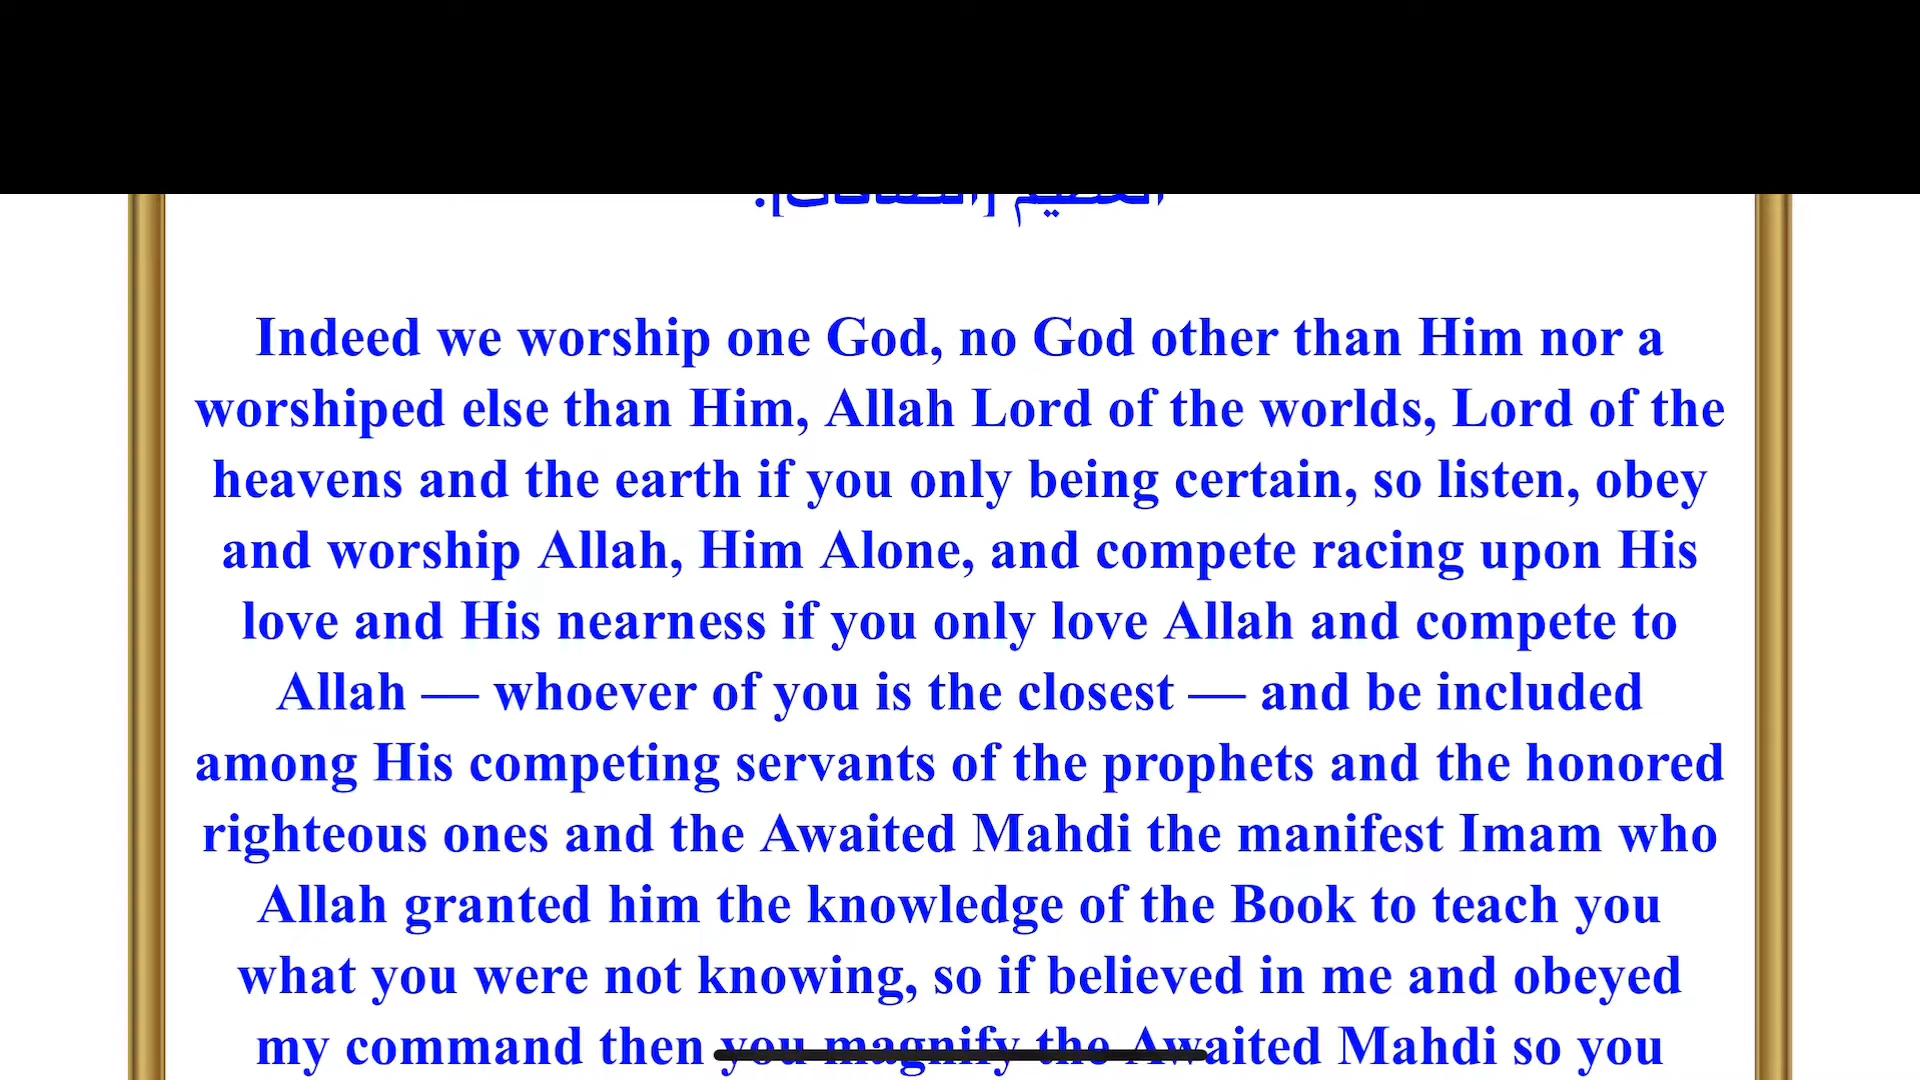 العظيم [الصافات].
Indeed we worship one God, no God other than Him nor a
worshiped else than Him, Allah Lord of the worlds, Lord of the
heavens and the earth if you only being certain, so listen, obey
and worship Allah, Him Alone, and compete racing upon His
love and His nearness if you only love Allah and compete to
Allah — whoever of you is the closest — and be included
among His competing servants of the prophets and the honored
righteous ones and the Awaited Mahdi the manifest Imam who
Allah granted him the knowledge of the Book to teach you
what you were not knowing, so if believed in me and obeyed
my command then you magnify the Awaited Mahdi so you